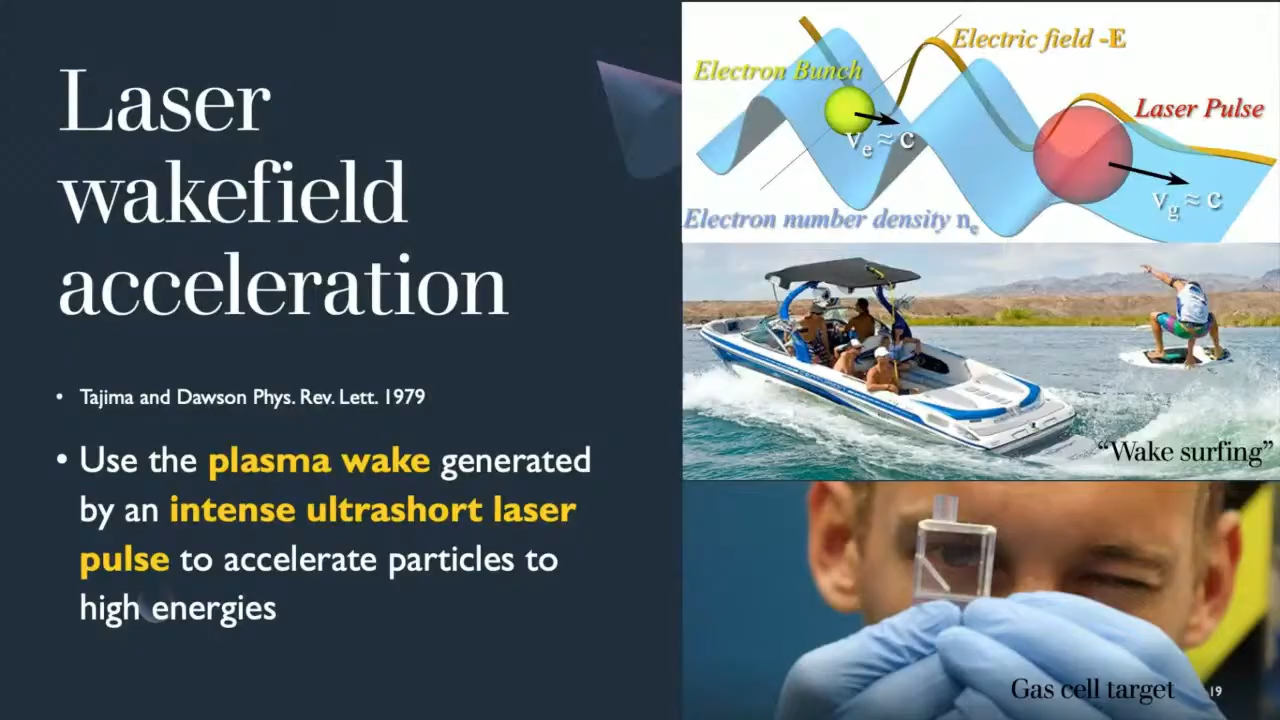 Laser
wakefield
acceleration
• Tajima and Dawson Phys. Rev. Lett. 1979
• Use the plasma wake generated
by an intense ultrashort laser
pulse to accelerate particles to
high energies
Electric field -E
Electron Bunch
Laser Pulse
vₑ ≈ c
v_g ≈ c
Electron number density nₑ
“Wake surfing”
Gas cell target
19